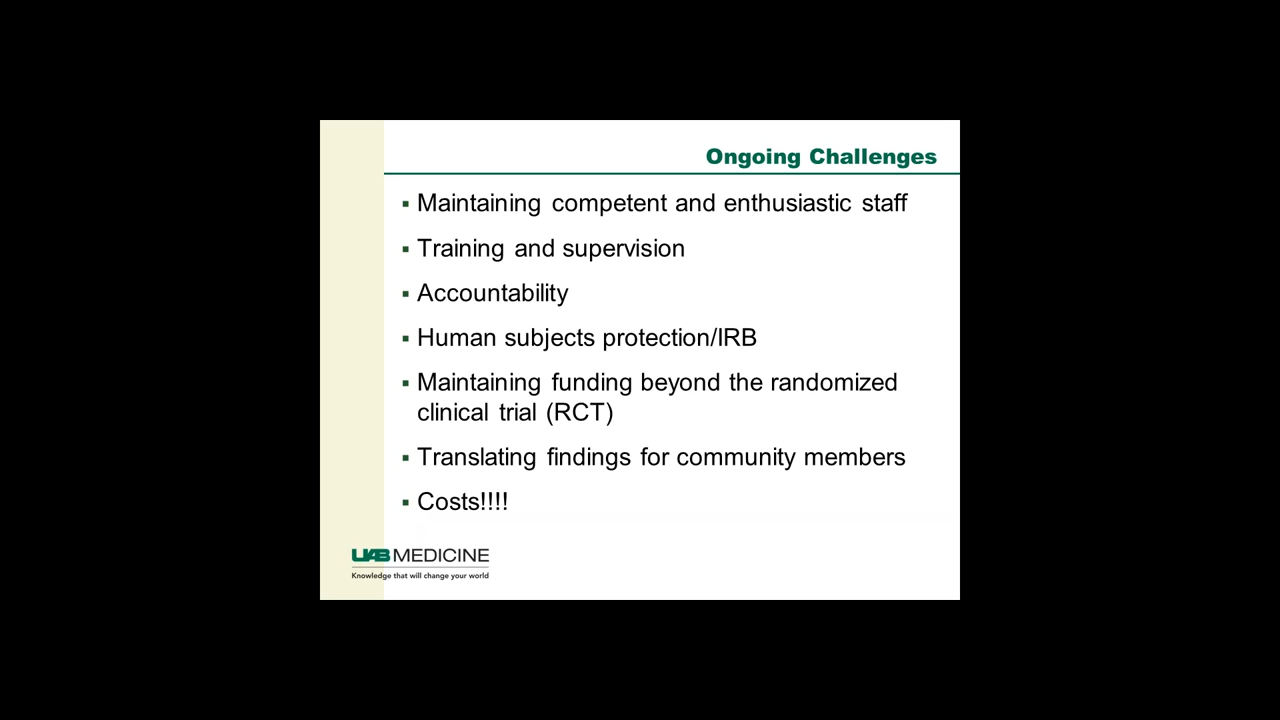 Ongoing Challenges
▪ Maintaining competent and enthusiastic staff
▪ Training and supervision
▪ Accountability
▪ Human subjects protection/IRB
▪ Maintaining funding beyond the randomized
clinical trial (RCT)
▪ Translating findings for community members
▪ Costs!!!!
UAB MEDICINE
Knowledge that will change your world